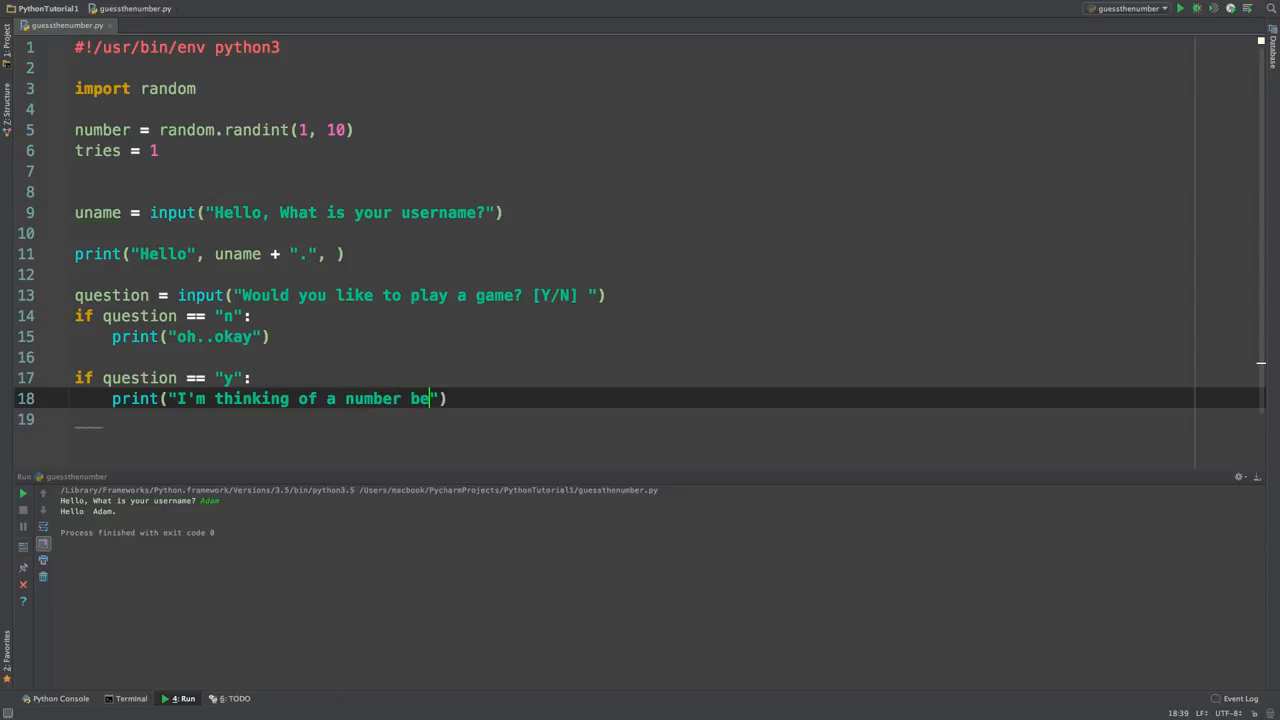 PythonTutorial1 guessthenumber.py guessthenumber
guessthenumber.py
1 #!/usr/bin/env python3
2
3 import random
4
5 number = random.randint(1, 10)
6 tries = 1
7
8
9 uname = input("Hello, What is your username?")
10
11 print("Hello", uname + ".", )
12
13 question = input("Would you like to play a game? [Y/N] ")
14 if question == "n":
15 print("oh..okay")
16
17 if question == "y":
18 print("I'm thinking of a number be")
19
1: Project
7: Structure
2: Favorites
Database
Run guessthenumber
/Library/Frameworks/Python.framework/Versions/3.5/bin/python3.5 /Users/macbook/PycharmProjects/PythonTutorial1/guessthenumber.py
Hello, What is your username? Adam
Hello Adam.
Process finished with exit code 0
Python Console Terminal 4: Run 6: TODO Event Log
18:39 LF÷ UTF-8÷